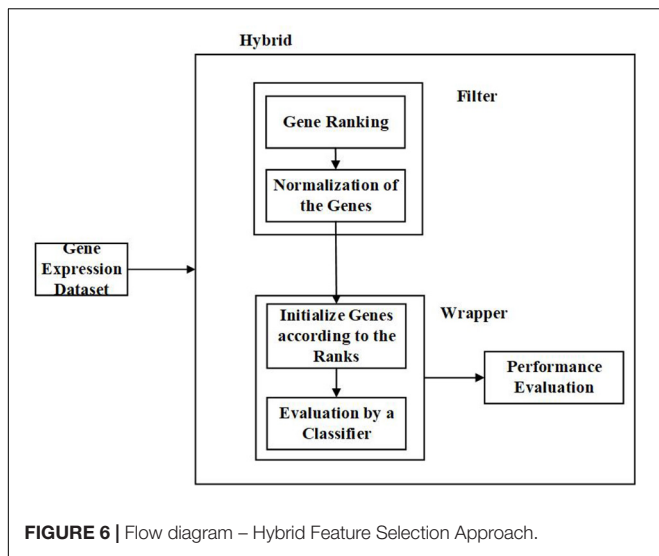 Hybrid
Filter
Gene Ranking
Normalization of
the Genes
Gene
Expression
Dataset
Initialize Genes
according to the
Ranks
Wrapper
Evaluation by a
Classifier
Performance
Evaluation
FIGURE 6 | Flow diagram – Hybrid Feature Selection Approach.